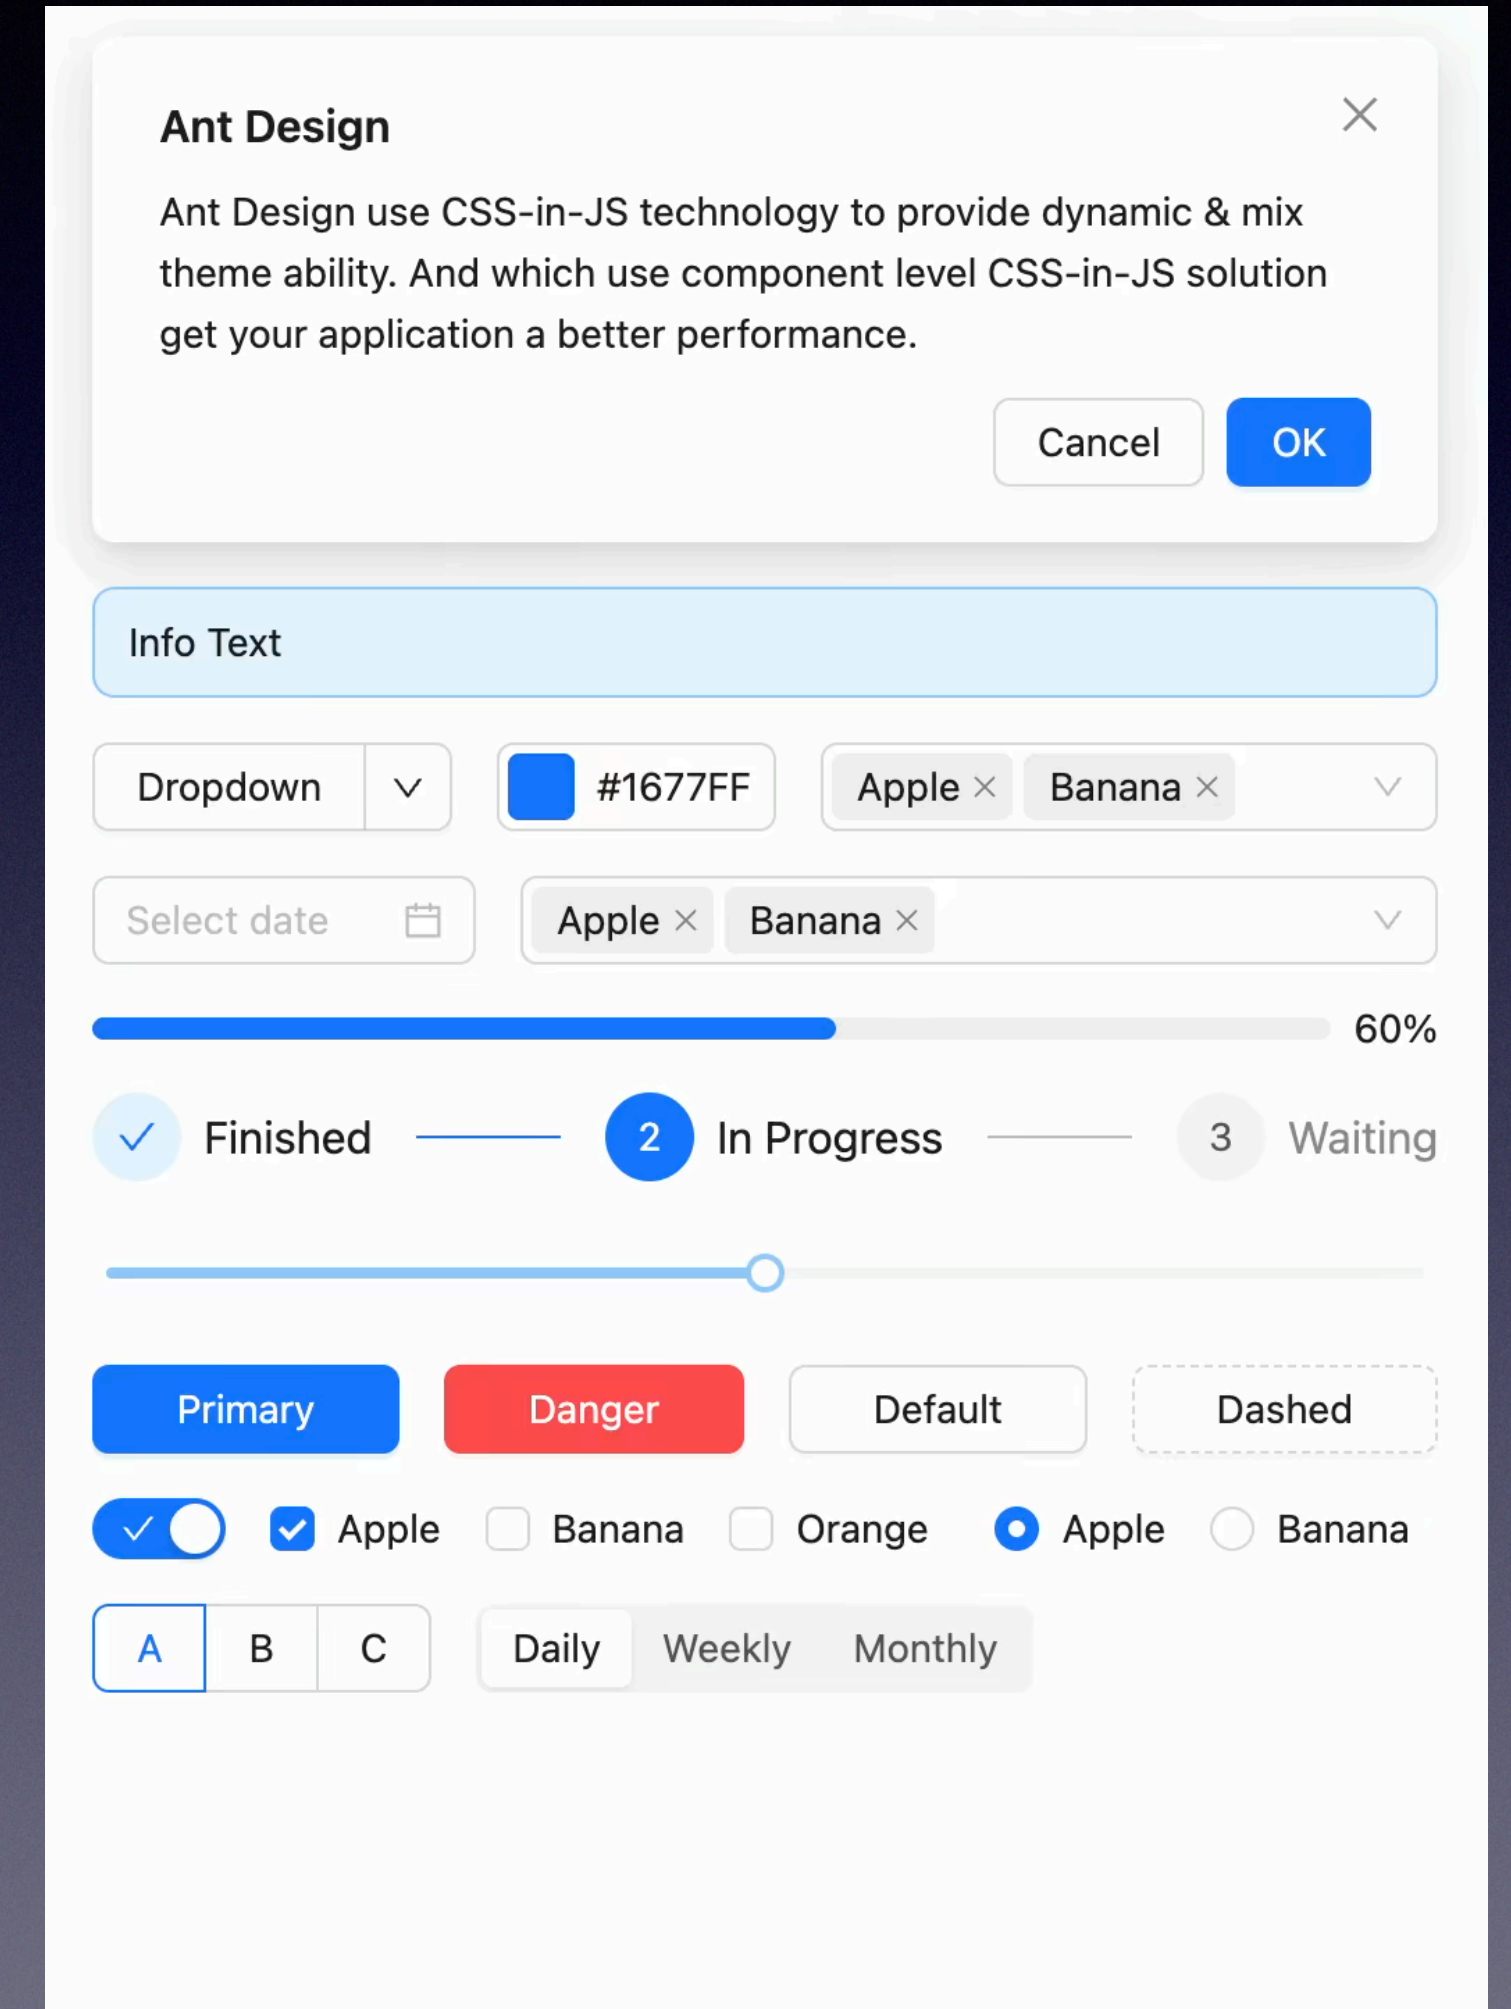 Ant Design
Ant Design use CSS-in-JS technology to provide dynamic & mix
theme ability. And which use component level CSS-in-JS solution
get your application a better performance.
Cancel OK
Info Text
Dropdown #1677FF Apple Banana
Select date Apple Banana
60%
Finished 2 In Progress 3 Waiting
Primary Danger Default Dashed
Apple Banana Orange Apple Banana
A B C Daily Weekly Monthly